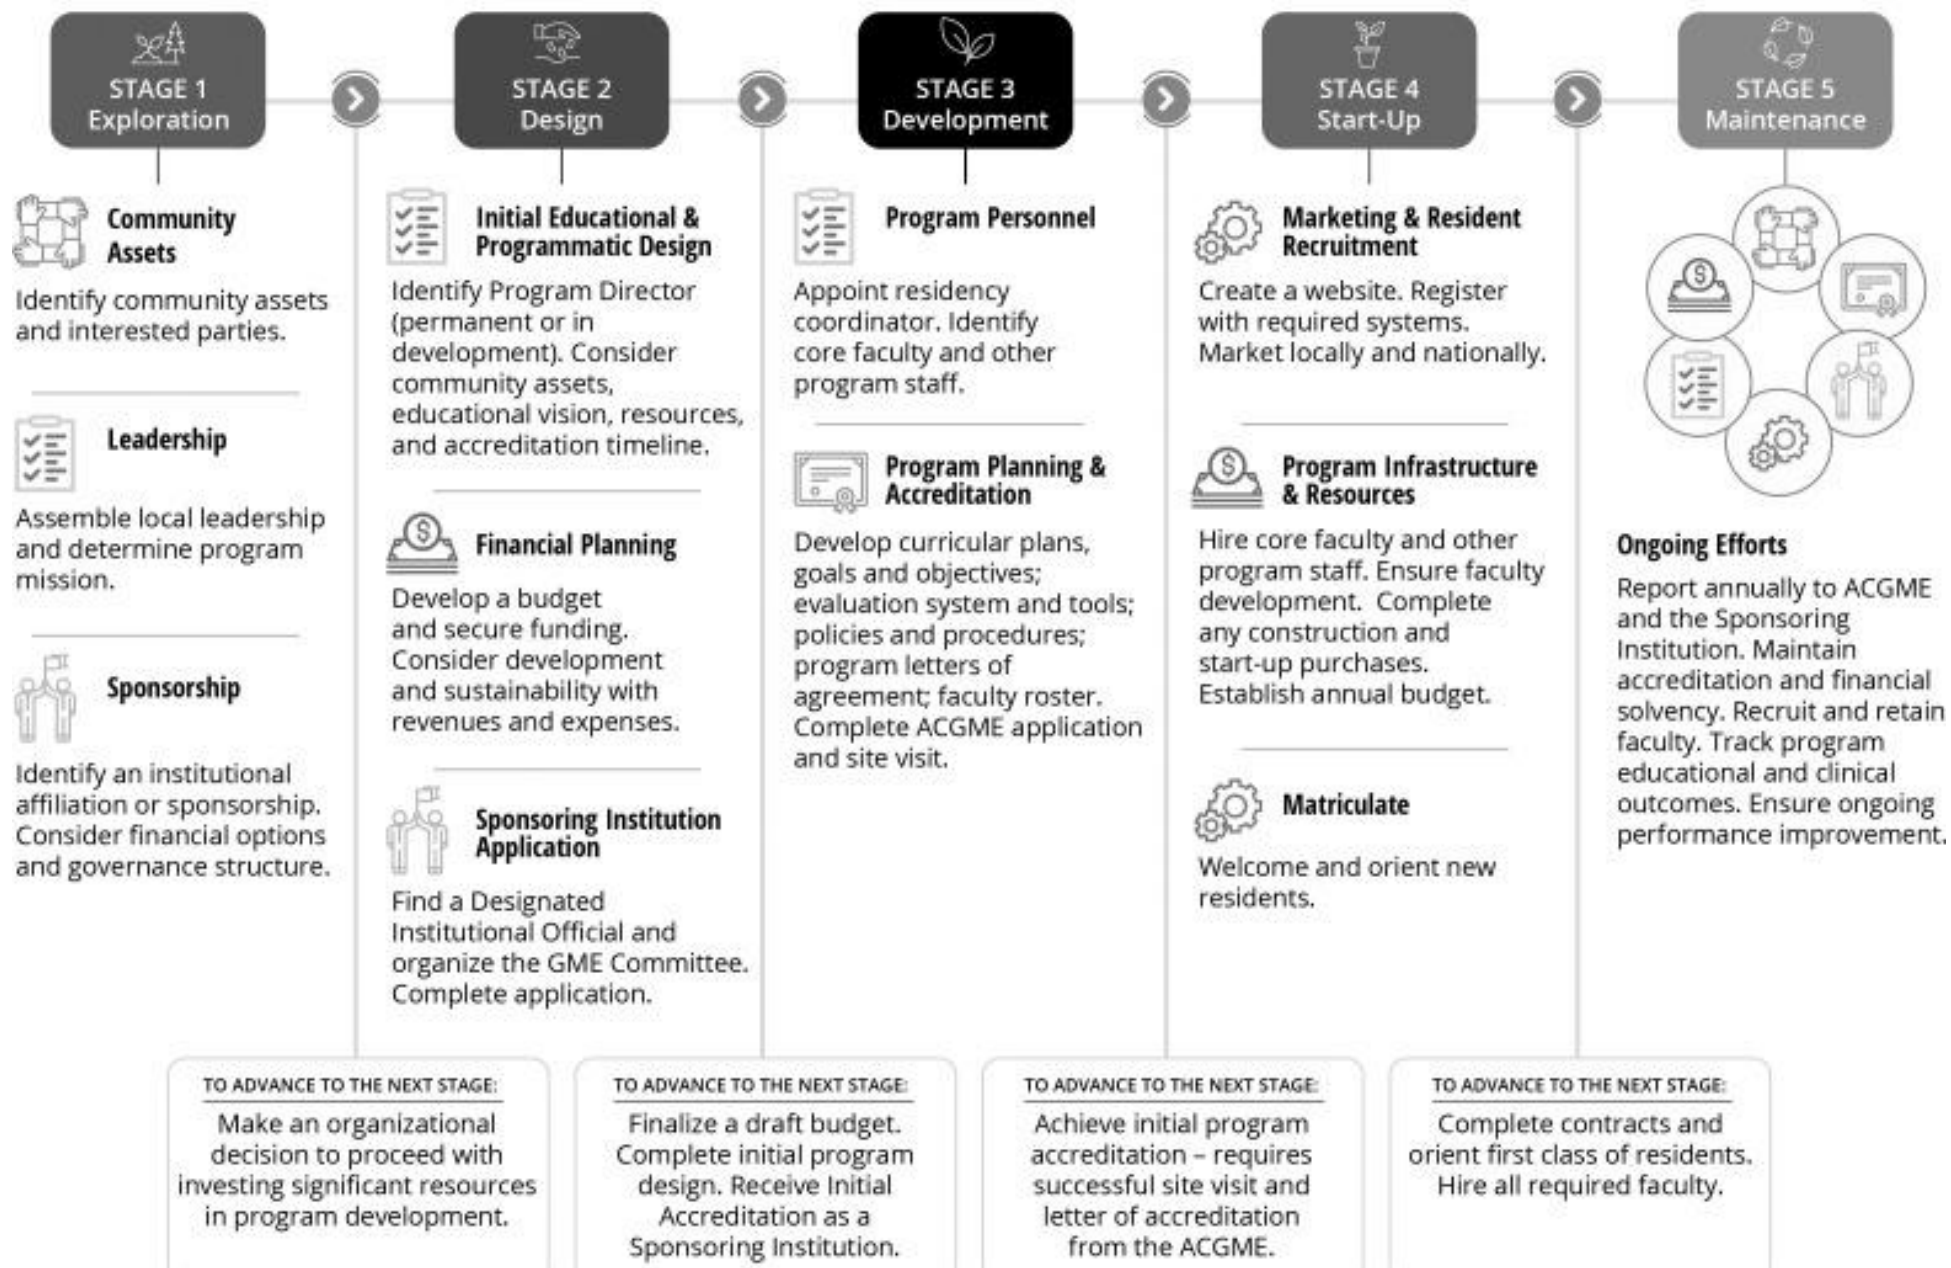 STAGE 1
Exploration
STAGE 2
Design
STAGE 3
Development
STAGE 4
Start-Up
STAGE 5
Maintenance
Community
Assets
Identify community assets
and interested parties.
Leadership
Assemble local leadership
and determine program
mission.
Sponsorship
Identify an institutional
affiliation or sponsorship.
Consider financial options
and governance structure.
Initial Educational &
Programmatic Design
Identify Program Director
(permanent or in
development). Consider
community assets,
educational vision, resources,
and accreditation timeline.
Financial Planning
Develop a budget
and secure funding.
Consider development
and sustainability with
revenues and expenses.
Sponsoring Institution
Application
Find a Designated
Institutional Official and
organize the GME Committee.
Complete application.
Program Personnel
Appoint residency
coordinator. Identify
core faculty and other
program staff.
Program Planning &
Accreditation
Develop curricular plans,
goals and objectives;
evaluation system and tools;
policies and procedures;
program letters of
agreement; faculty roster.
Complete ACGME application
and site visit.
Marketing & Resident
Recruitment
Create a website. Register
with required systems.
Market locally and nationally.
Program Infrastructure
& Resources
Hire core faculty and other
program staff. Ensure faculty
development. Complete
any construction and
start-up purchases.
Establish annual budget.
Matriculate
Welcome and orient new
residents.
Ongoing Efforts
Report annually to ACGME
and the Sponsoring
Institution. Maintain
accreditation and financial
solvency. Recruit and retain
faculty. Track program
educational and clinical
outcomes. Ensure ongoing
performance improvement.
TO ADVANCE TO THE NEXT STAGE:
Make an organizational
decision to proceed with
investing significant resources
in program development.
TO ADVANCE TO THE NEXT STAGE:
Finalize a draft budget.
Complete initial program
design. Receive Initial
Accreditation as a
Sponsoring Institution.
TO ADVANCE TO THE NEXT STAGE:
Achieve initial program
accreditation – requires
successful site visit and
letter of accreditation
from the ACGME.
TO ADVANCE TO THE NEXT STAGE:
Complete contracts and
orient first class of residents.
Hire all required faculty.